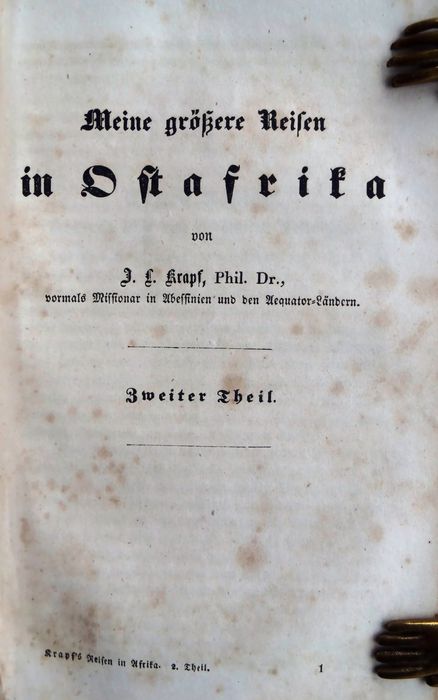 Meine größere Reisen
in Ostafrika
von
J. L. Krapf, Phil. Dr.,
vormals Missionar in Abessinien und den Aequator-Ländern.
Zweiter Theil.
Krapf's Reisen in Afrika. 2. Theil. 1